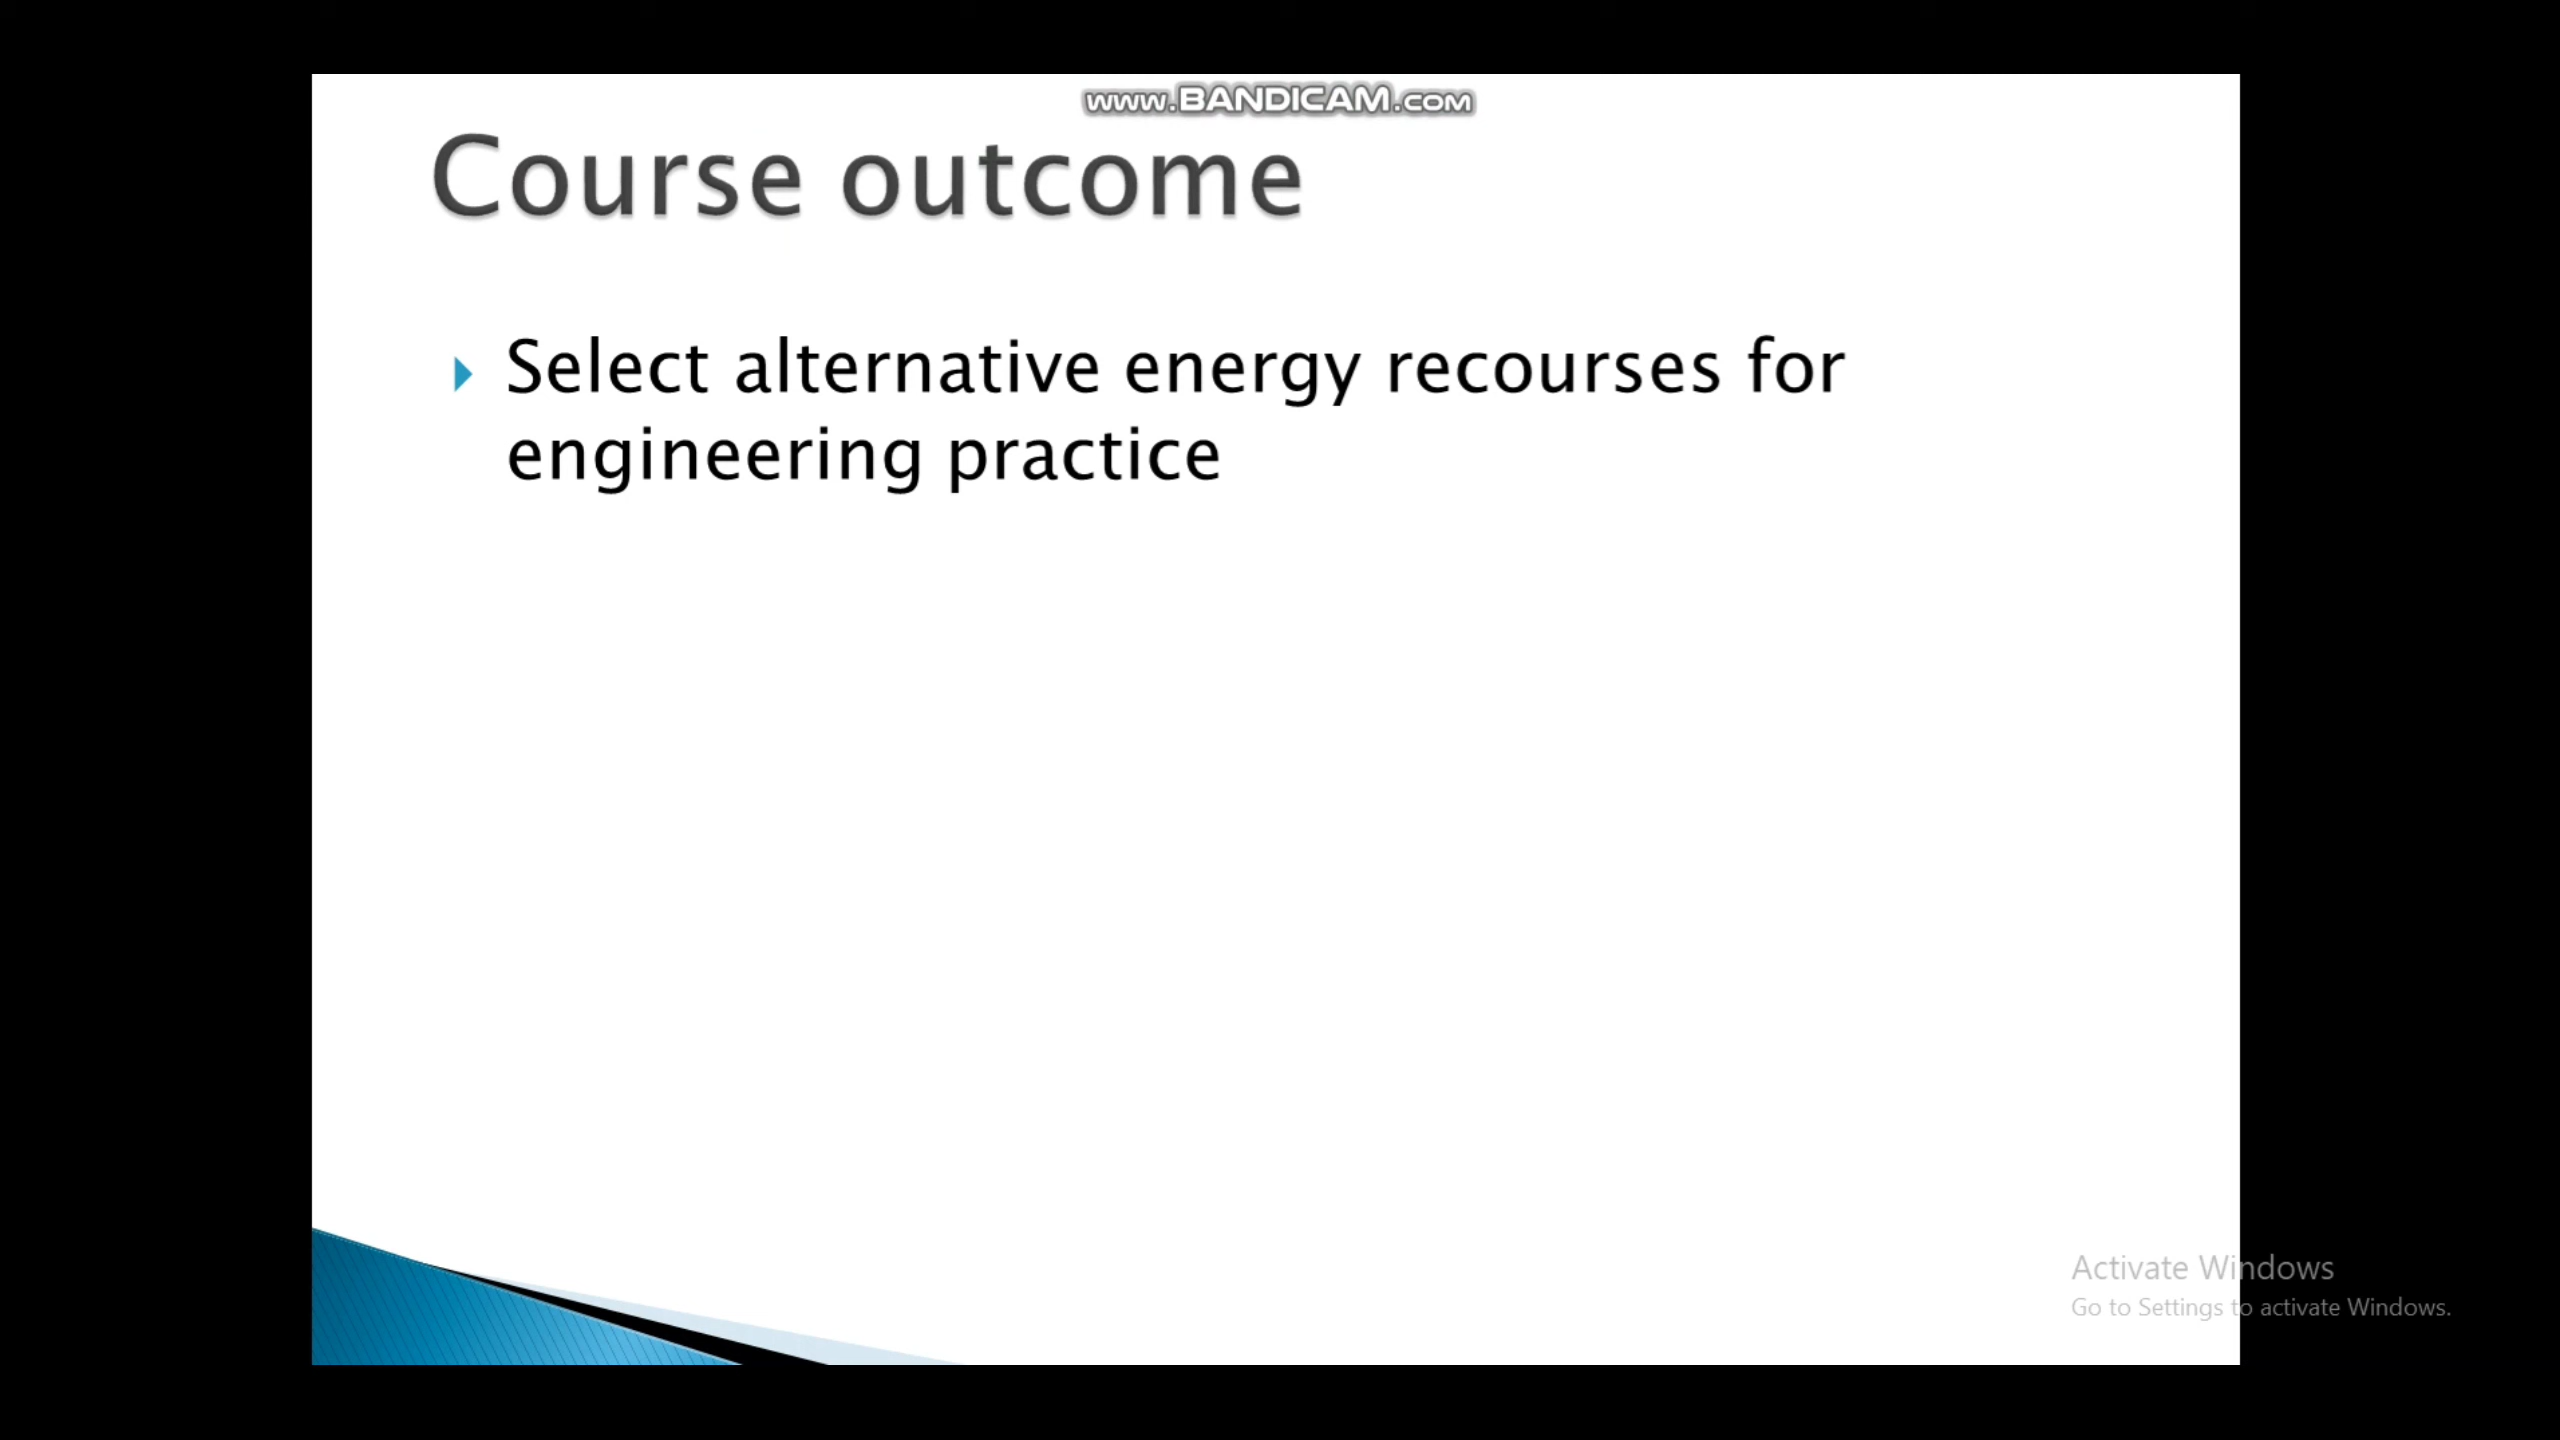 www.BANDICAM.com
Course outcome
Select alternative energy recourses for
engineering practice
Activate Windows
Go to Settings to activate Windows.